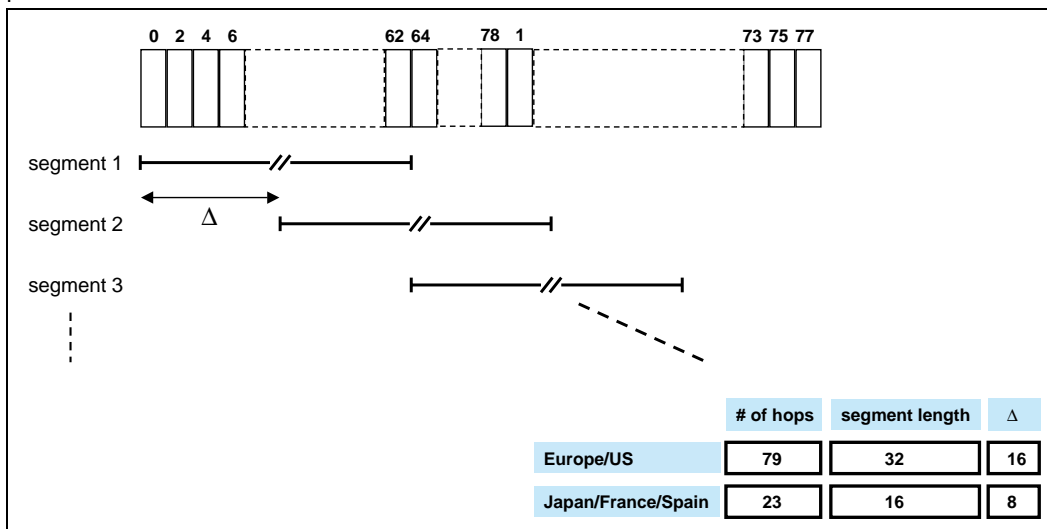 0 2 4 6 62 64 78 1 73 75 77
segment 1
Δ
segment 2
segment 3
# of hops segment length Δ
Europe/US 79 32 16
Japan/France/Spain 23 16 8